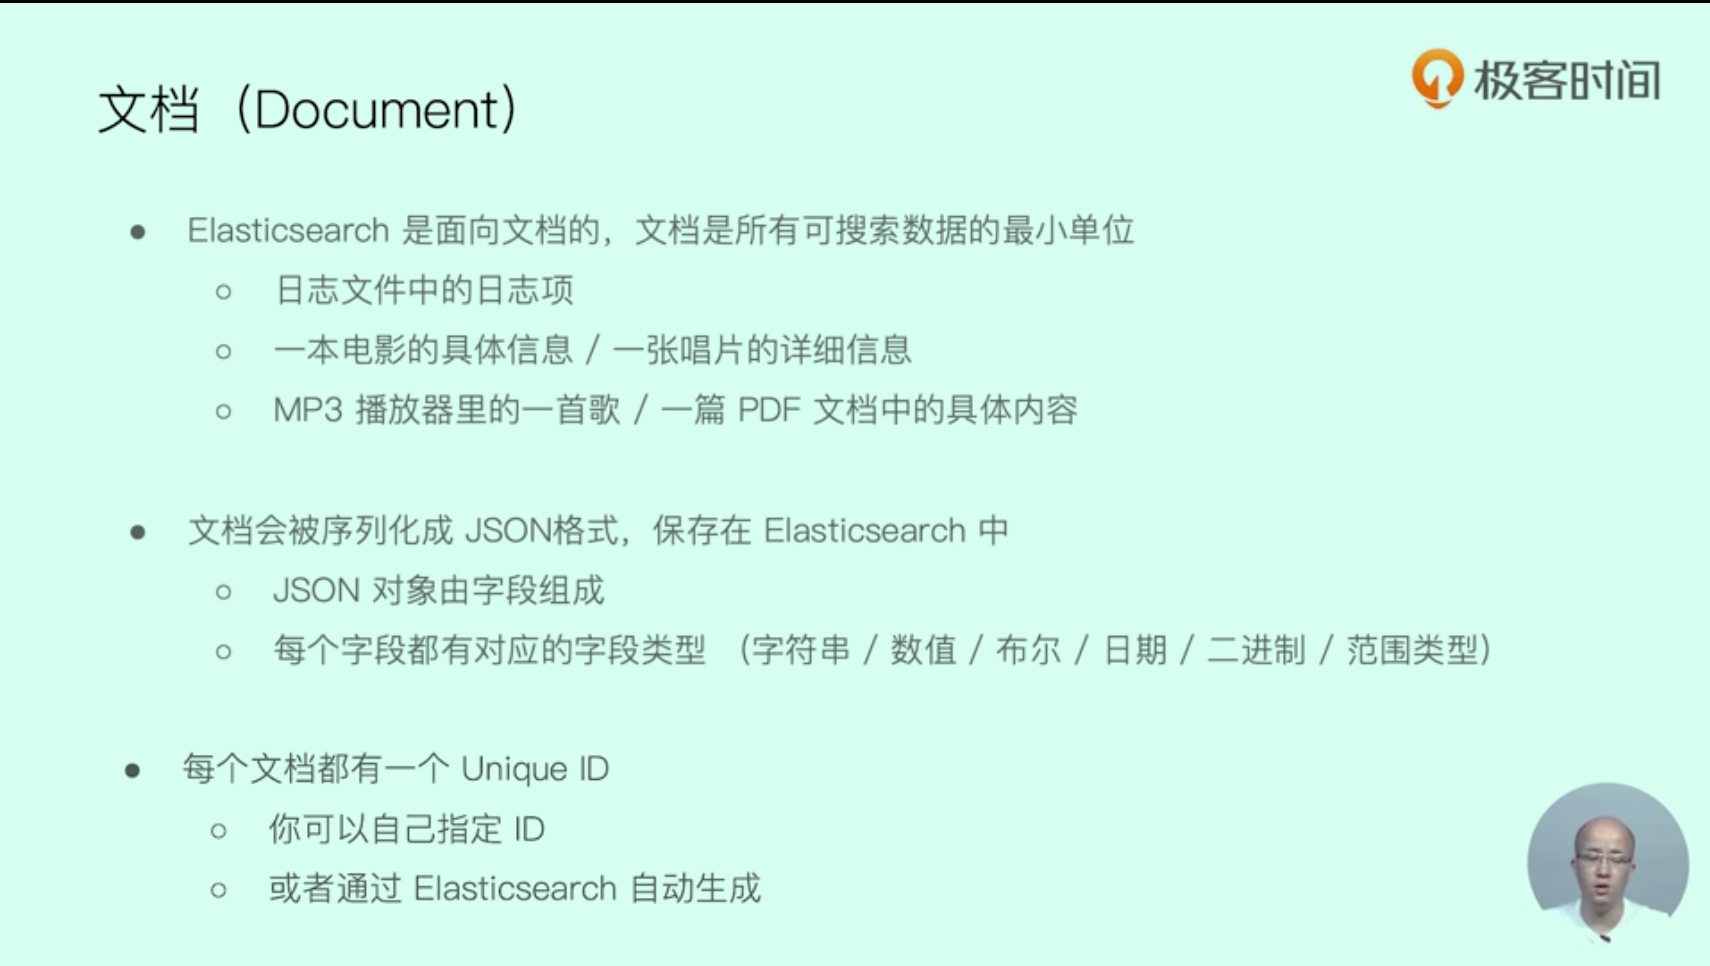 极客时间
文档（Document）
● Elasticsearch 是面向文档的，文档是所有可搜索数据的最小单位
○ 日志文件中的日志项
○ 一本电影的具体信息 / 一张唱片的详细信息
○ MP3 播放器里的一首歌 / 一篇 PDF 文档中的具体内容
● 文档会被序列化成 JSON格式，保存在 Elasticsearch 中
○ JSON 对象由字段组成
○ 每个字段都有对应的字段类型 （字符串 / 数值 / 布尔 / 日期 / 二进制 / 范围类型）
● 每个文档都有一个 Unique ID
○ 你可以自己指定 ID
○ 或者通过 Elasticsearch 自动生成